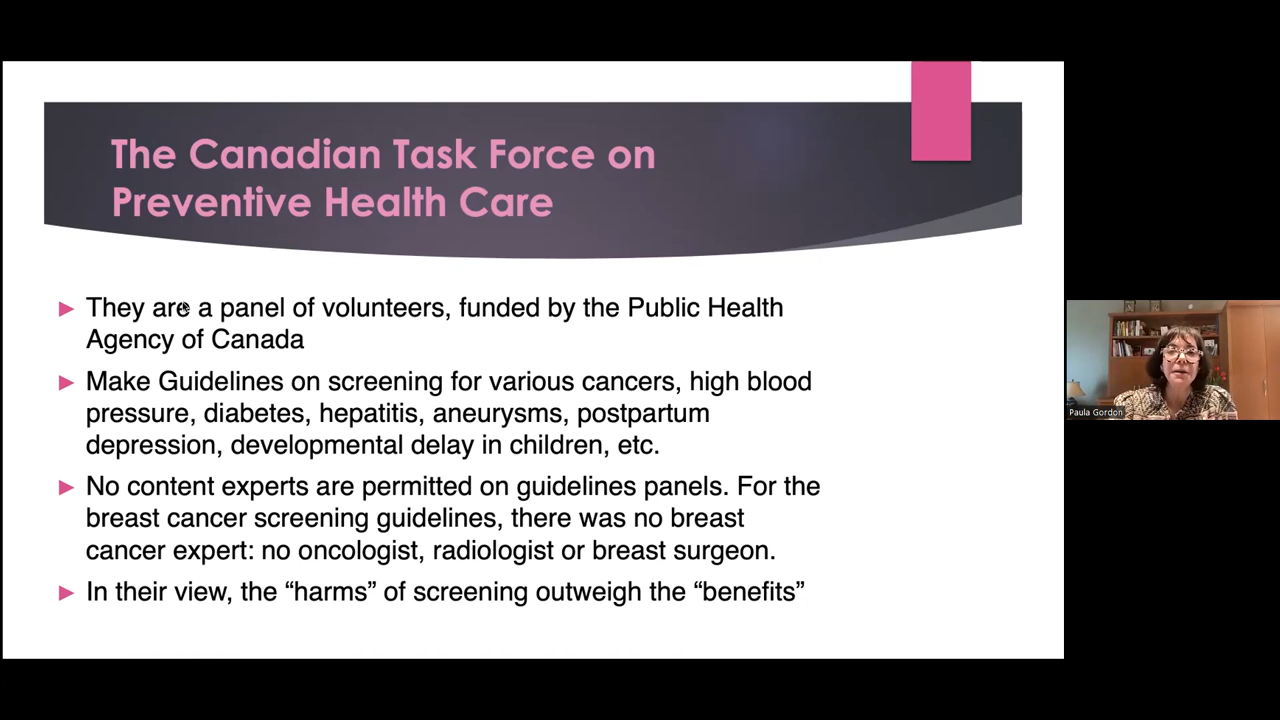 The Canadian Task Force on
Preventive Health Care
► They are a panel of volunteers, funded by the Public Health
Agency of Canada
► Make Guidelines on screening for various cancers, high blood
pressure, diabetes, hepatitis, aneurysms, postpartum
depression, developmental delay in children, etc.
► No content experts are permitted on guidelines panels. For the
breast cancer screening guidelines, there was no breast
cancer expert: no oncologist, radiologist or breast surgeon.
► In their view, the “harms” of screening outweigh the “benefits”
Paula Gordon